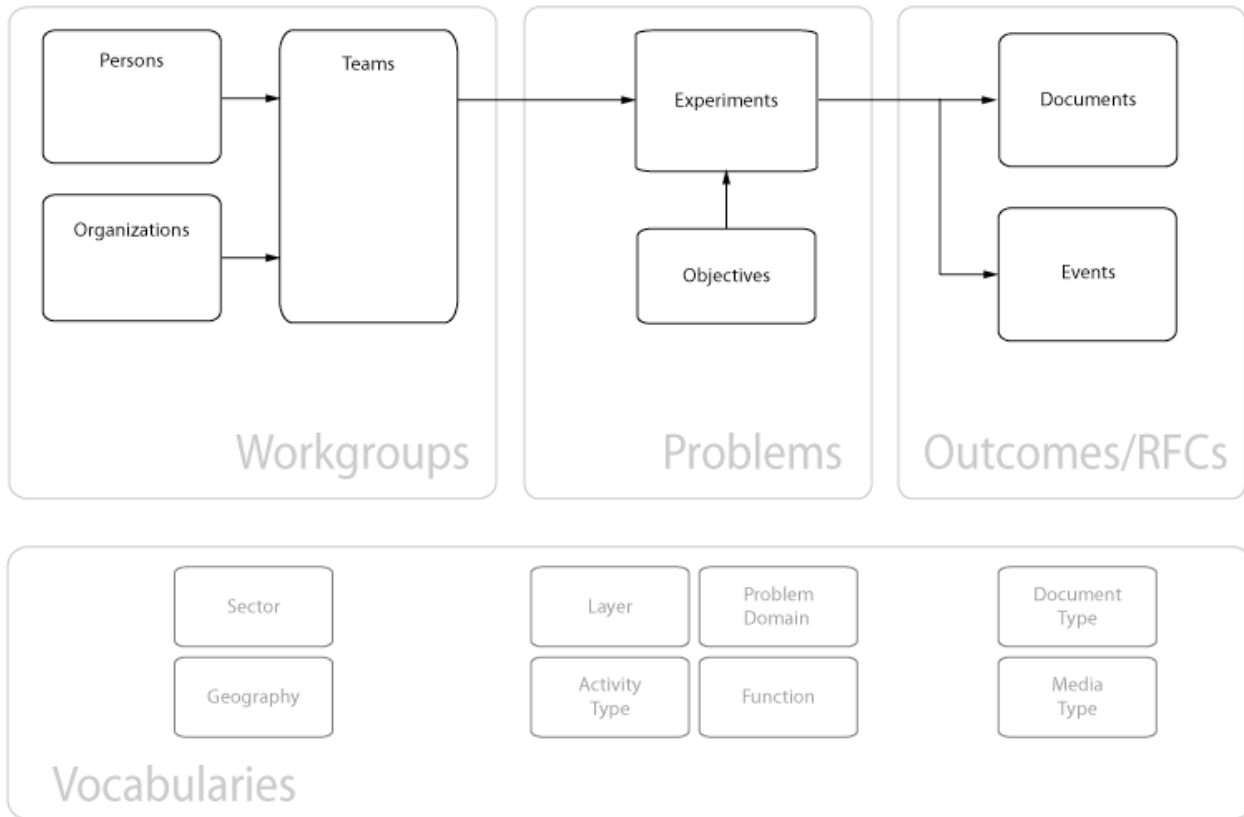 Persons
Teams
Organizations
Workgroups
Experiments
Objectives
Problems
Documents
Events
Outcomes/RFCs
Sector
Layer
Problem
Domain
Document
Type
Geography
Activity
Type
Function
Media
Type
Vocabularies